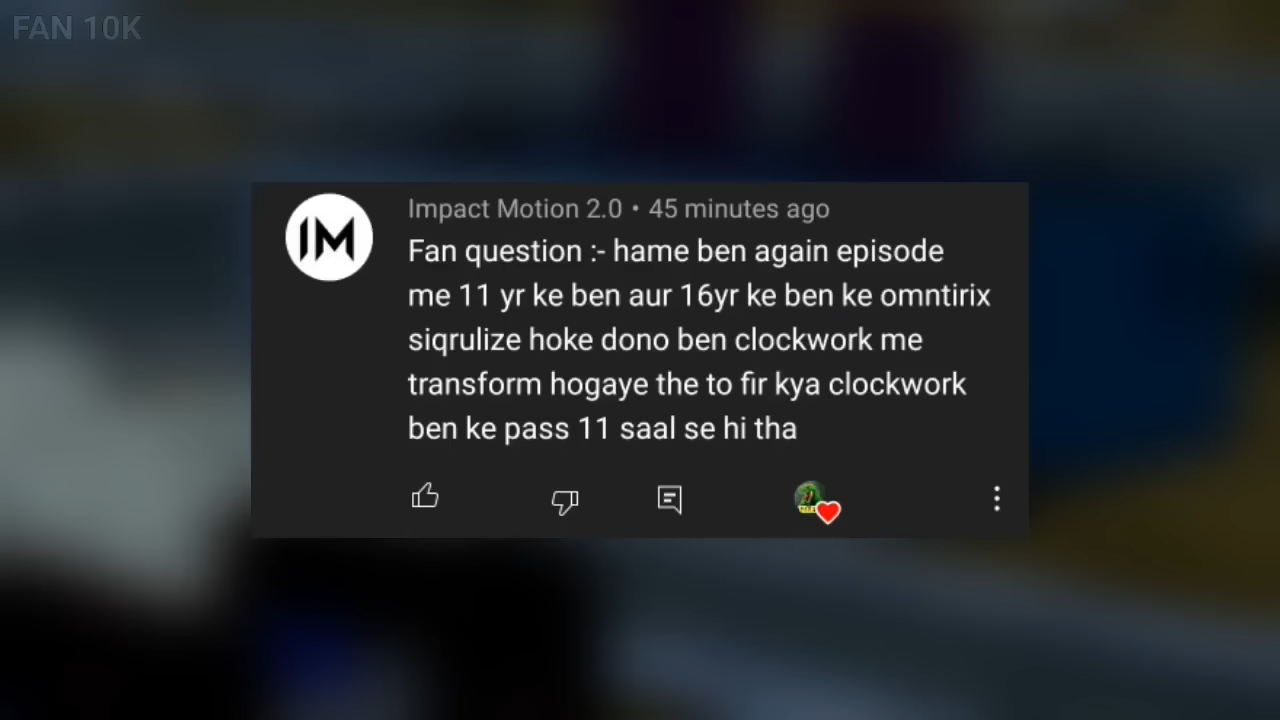 FAN 10K
IM
Impact Motion 2.0 • 45 minutes ago
Fan question :- hame ben again episode
me 11 yr ke ben aur 16yr ke ben ke omntirix
siqrulize hoke dono ben clockwork me
transform hogaye the to fir kya clockwork
ben ke pass 11 saal se hi tha